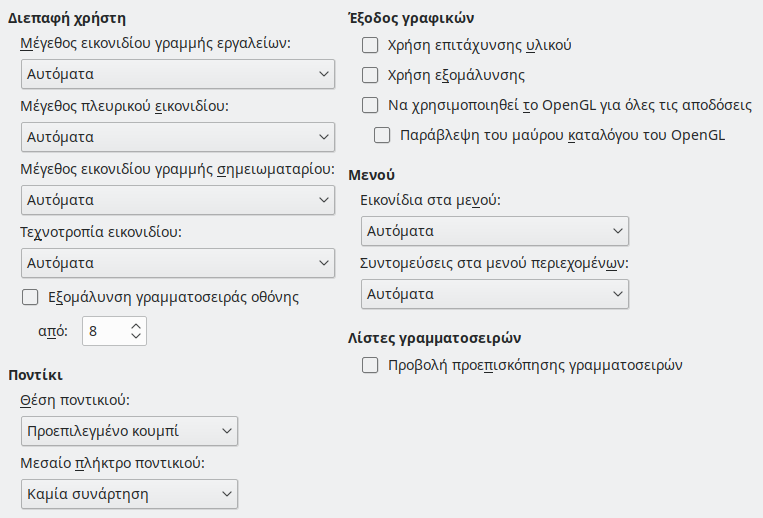 Διεπαφή χρήστη
Μέγεθος εικονιδίου γραμμής εργαλείων:
Αυτόματα
Μέγεθος πλευρικού εικονιδίου:
Αυτόματα
Μέγεθος εικονιδίου γραμμής σημειωματαρίου:
Αυτόματα
Τεχνοτροπία εικονιδίου:
Αυτόματα
Εξομάλυνση γραμματοσειράς οθόνης
από: 8
Ποντίκι
Θέση ποντικιού:
Προεπιλεγμένο κουμπί
Μεσαίο πλήκτρο ποντικιού:
Καμία συνάρτηση
Έξοδος γραφικών
Χρήση επιτάχυνσης υλικού
Χρήση εξομάλυνσης
Να χρησιμοποιηθεί το OpenGL για όλες τις αποδόσεις
Παράβλεψη του μαύρου καταλόγου του OpenGL
Μενού
Εικονίδια στα μενού:
Αυτόματα
Συντομεύσεις στα μενού περιεχομένων:
Αυτόματα
Λίστες γραμματοσειρών
Προβολή προεπισκόπησης γραμματοσειρών